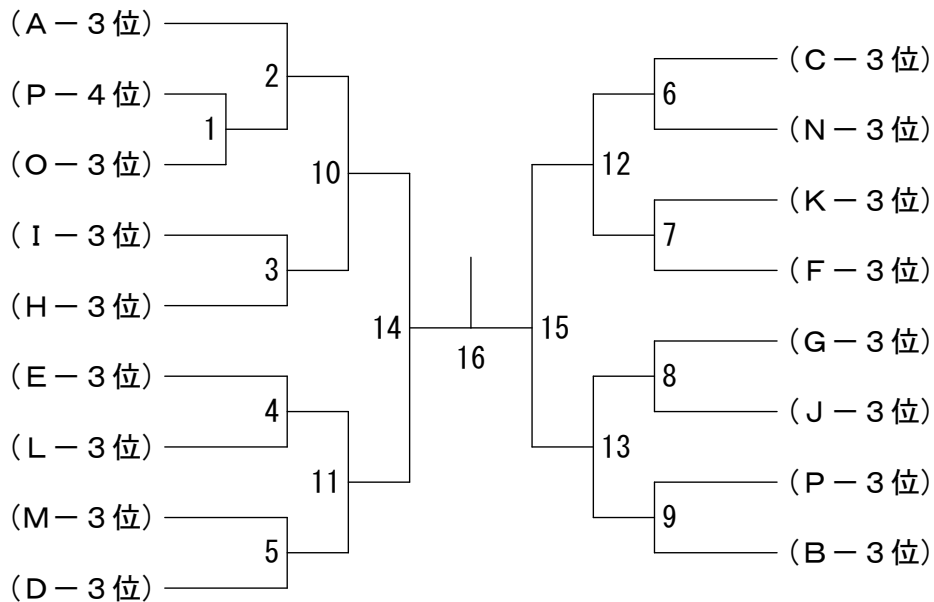 (A－3位)
(P－4位)
(O－3位)
(I－3位)
(H－3位)
(E－3位)
(L－3位)
(M－3位)
(D－3位)
1
2
3
4
5
10
11
14
16
15
12
13
6
7
8
9
(C－3位)
(N－3位)
(K－3位)
(F－3位)
(G－3位)
(J－3位)
(P－3位)
(B－3位)